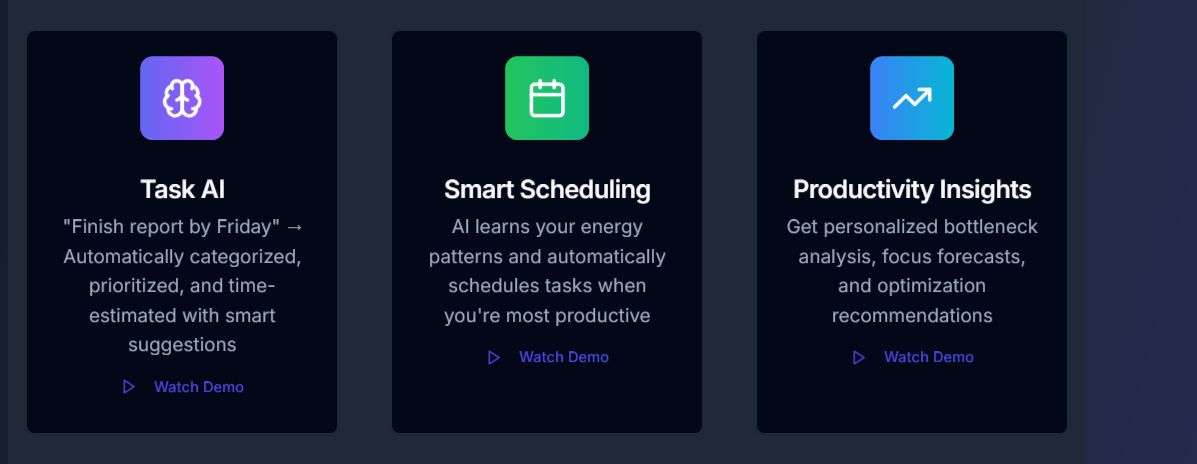 Task AI
"Finish report by Friday" →
Automatically categorized,
prioritized, and time-
estimated with smart
suggestions
Watch Demo
Smart Scheduling
AI learns your energy
patterns and automatically
schedules tasks when
you're most productive
Watch Demo
Productivity Insights
Get personalized bottleneck
analysis, focus forecasts,
and optimization
recommendations
Watch Demo